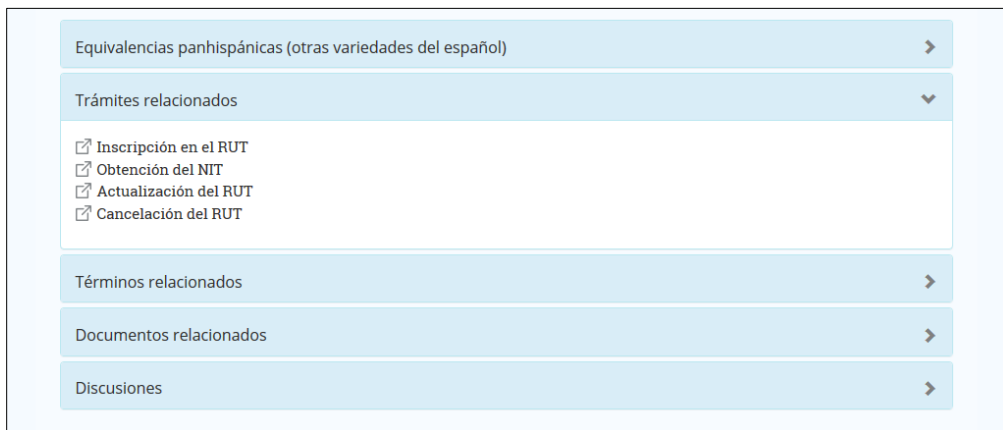 Equivalencias panhispánicas (otras variedades del español)
Trámites relacionados
Inscripción en el RUT
Obtención del NIT
Actualización del RUT
Cancelación del RUT
Términos relacionados
Documentos relacionados
Discusiones